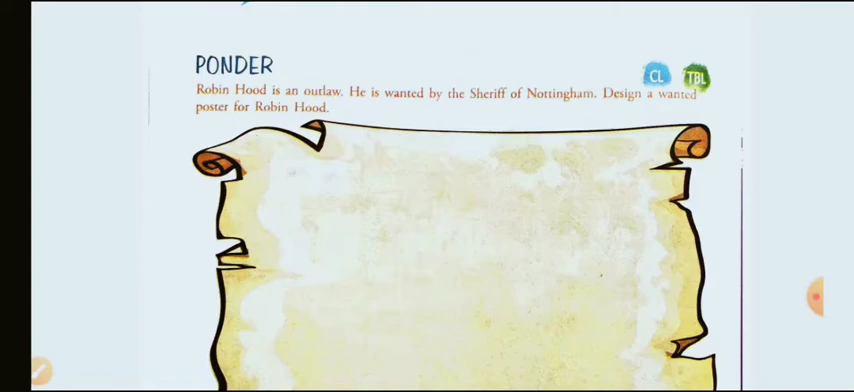 PONDER
CL TBL
Robin Hood is an outlaw. He is wanted by the Sheriff of Nottingham. Design a wanted
poster for Robin Hood.